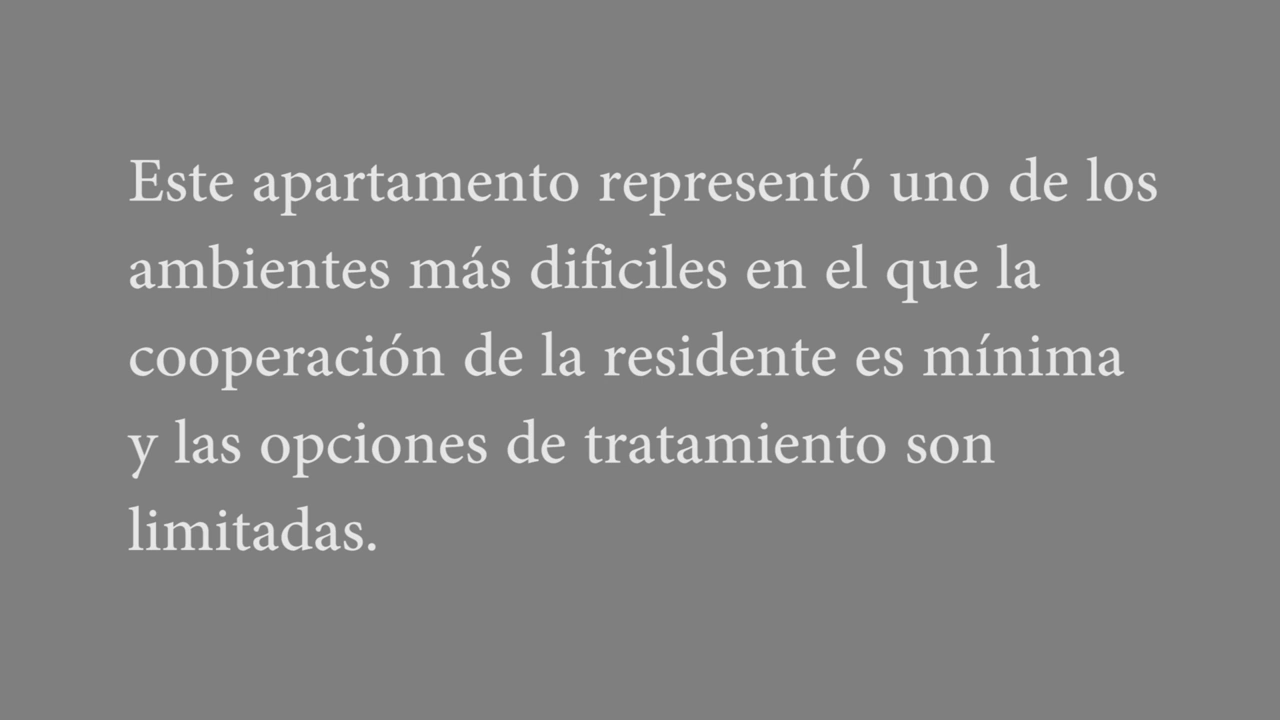 Este apartamento representó uno de los
ambientes más dificiles en el que la
cooperación de la residente es mínima
y las opciones de tratamiento son
limitadas.